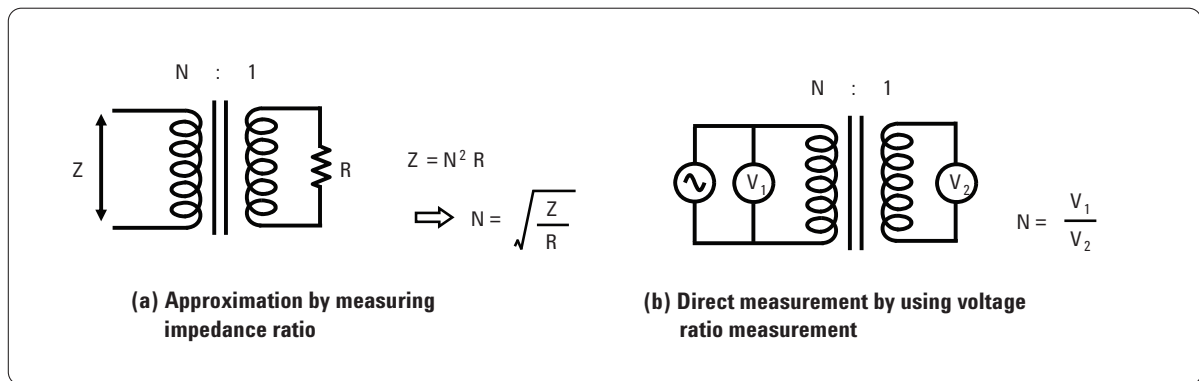 N : 1
Z
R
Z = N² R
⇨ N = √ Z / R
(a) Approximation by measuring
impedance ratio
N : 1
V₁
V₂
N = V₁ / V₂
(b) Direct measurement by using voltage
ratio measurement